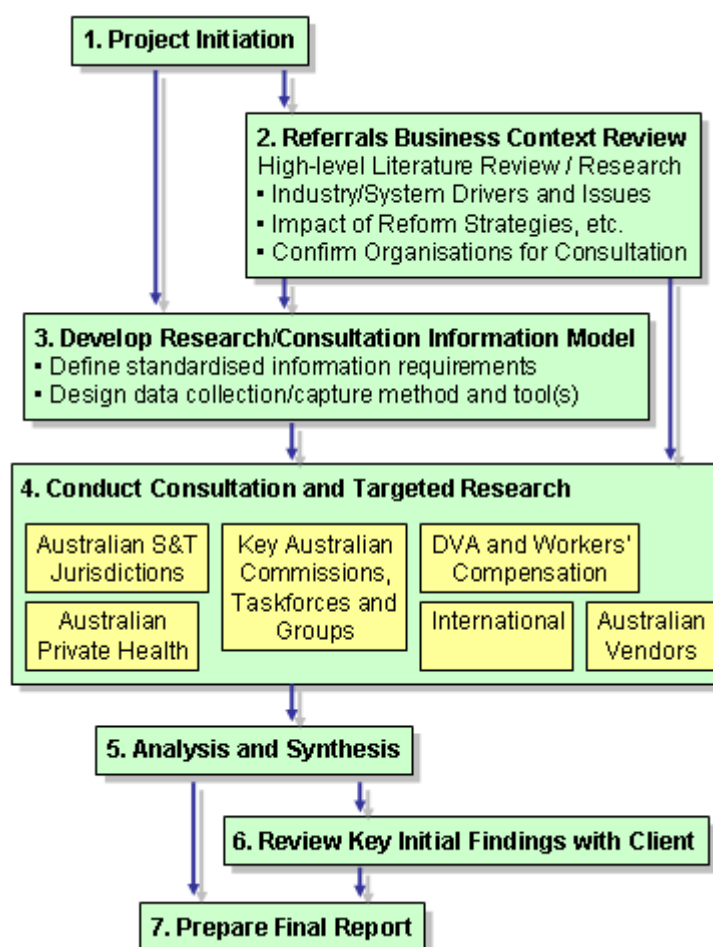 1. Project Initiation
2. Referrals Business Context Review
High-level Literature Review / Research
▪ Industry/System Drivers and Issues
▪ Impact of Reform Strategies, etc.
▪ Confirm Organisations for Consultation
3. Develop Research/Consultation Information Model
▪ Define standardised information requirements
▪ Design data collection/capture method and tool(s)
4. Conduct Consultation and Targeted Research
Australian S&T
Jurisdictions
Key Australian
Commissions,
Taskforces and
Groups
DVA and Workers'
Compensation
Australian
Private Health
International
Australian
Vendors
5. Analysis and Synthesis
6. Review Key Initial Findings with Client
7. Prepare Final Report